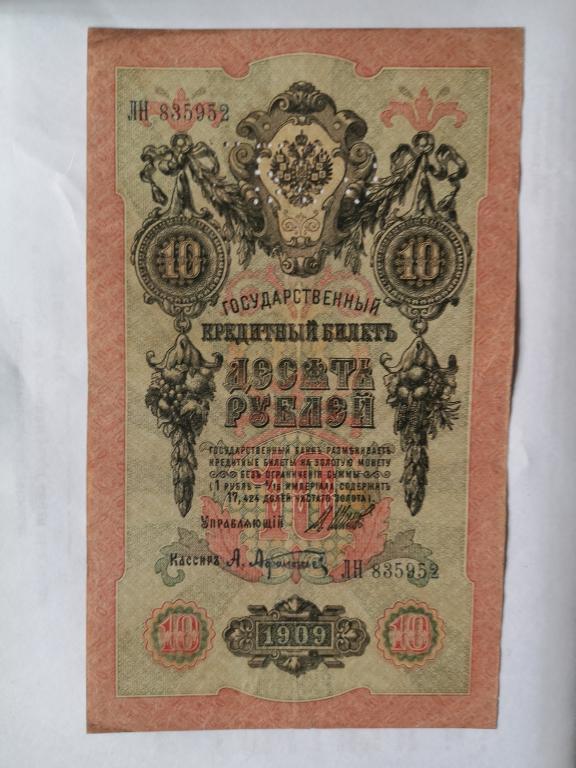 ЛН 835952
10 10
ГОСУДАРСТВЕННЫЙ
КРЕДИТНЫЙ БИЛЕТЪ
ДЕСЯТЬ
РУБЛЕЙ
ГОСУДАРСТВЕННЫЙ БАНКЪ РАЗМѢНИВАЕТЪ
КРЕДИТНЫЕ БИЛЕТЫ НА ЗОЛОТУЮ МОНЕТУ
БЕЗЪ ОГРАНИЧЕНІЯ СУММЫ
(1 РУБЛЬ = 1/15 ИМПЕРІАЛА, СОДЕРЖИТЪ
17,424 ДОЛЕЙ ЧИСТАГО ЗОЛОТА).
10
Управляющій
Кассиръ
ЛН 835952
10 1909 10